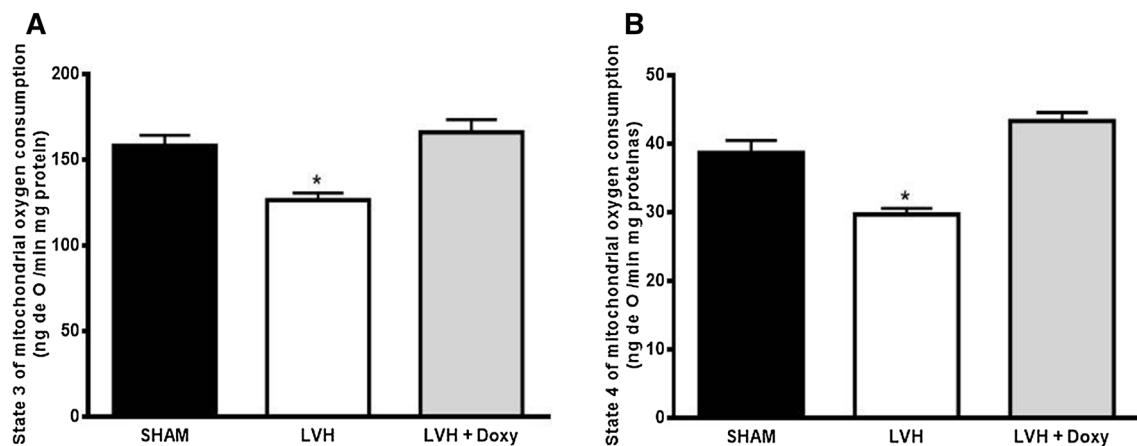 A
State 3 of mitochondrial oxygen consumption
(ng de O /min mg protein)
200
150
100
50
0
*
SHAM
LVH
LVH + Doxy
B
State 4 of mitochondrial oxygen consumption
(ng de O /min mg proteinas)
50
40
30
20
10
0
*
SHAM
LVH
LVH + Doxy